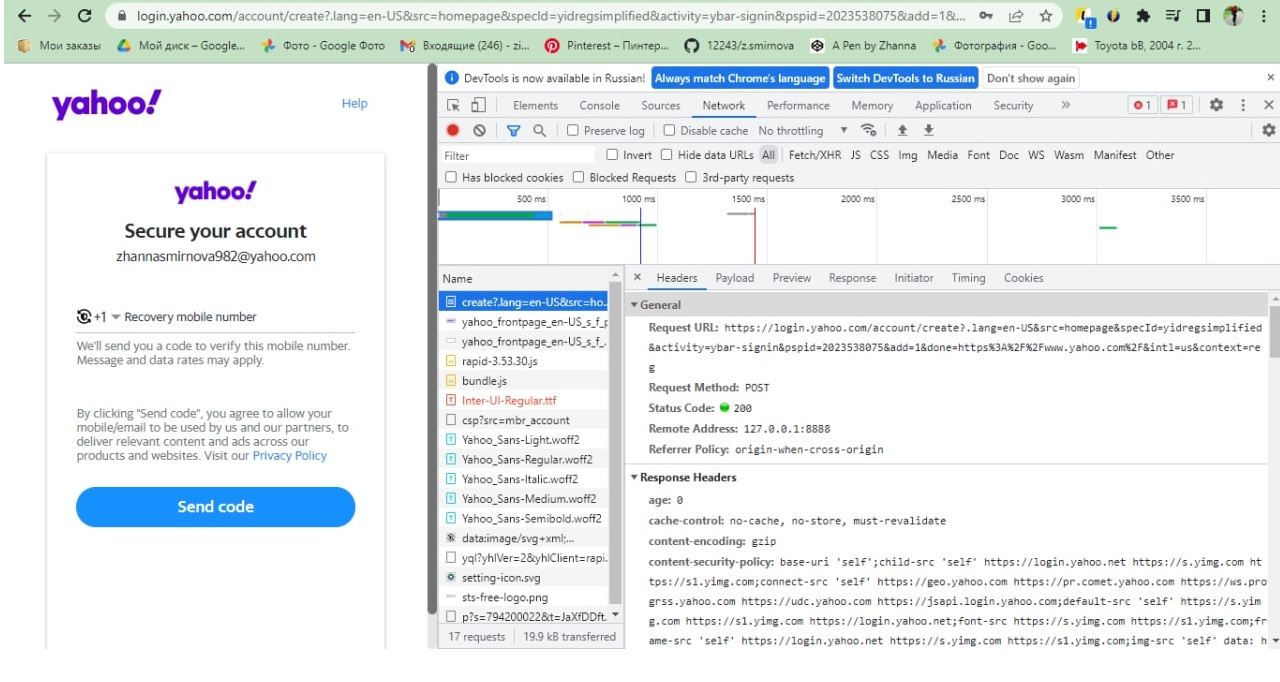 login.yahoo.com/account/create?.lang=en-US&src=homepage&specId=yidregsimplified&activity=ybar-signin&pspid=2023538075&add=1&...
Мои заказы
Мой диск – Google...
Фото - Google Фото
Входящие (246) - zi...
Pinterest – Пинтер...
12243/z.smirnova
A Pen by Zhanna
Фотография - Goo...
Toyota bB, 2004 г. 2...
yahoo!
Help
yahoo!
Secure your account
zhannasmirnova982@yahoo.com
+1 Recovery mobile number
We'll send you a code to verify this mobile number.
Message and data rates may apply.
By clicking "Send code", you agree to allow your
mobile/email to be used by us and our partners, to
deliver relevant content and ads across our
products and websites. Visit our Privacy Policy
Send code
DevTools is now available in Russian! Always match Chrome's language Switch DevTools to Russian Don't show again
Elements Console Sources Network Performance Memory Application Security » 1 1
Preserve log Disable cache No throttling
Filter Invert Hide data URLs All Fetch/XHR JS CSS Img Media Font Doc WS Wasm Manifest Other
Has blocked cookies Blocked Requests 3rd-party requests
500 ms 1000 ms 1500 ms 2000 ms 2500 ms 3000 ms 3500 ms
Name
create?.lang=en-US&src=ho...
yahoo_frontpage_en-US_s_f_p
yahoo_frontpage_en-US_s_f_.
rapid-3.53.30.js
bundle.js
Inter-UI-Regular.ttf
csp?src=mbr_account
Yahoo_Sans-Light.woff2
Yahoo_Sans-Regular.woff2
Yahoo_Sans-Italic.woff2
Yahoo_Sans-Medium.woff2
Yahoo_Sans-Semibold.woff2
data:image/svg+xml;...
yql?yhlVer=2&yhlClient=rapi.
setting-icon.svg
sts-free-logo.png
p?s=794200022&t=JaXfDDft.
17 requests 19.9 kB transferred
Headers Payload Preview Response Initiator Timing Cookies
General
Request URL: https://login.yahoo.com/account/create?.lang=en-US&src=homepage&specId=yidregsimplified
&activity=ybar-signin&pspid=2023538075&add=1&done=https%3A%2F%2Fwww.yahoo.com%2F&intl=us&context=re
g
Request Method: POST
Status Code: 200
Remote Address: 127.0.0.1:8888
Referrer Policy: origin-when-cross-origin
Response Headers
age: 0
cache-control: no-cache, no-store, must-revalidate
content-encoding: gzip
content-security-policy: base-uri 'self';child-src 'self' https://login.yahoo.net https://s.yimg.com ht
tps://s1.yimg.com;connect-src 'self' https://geo.yahoo.com https://pr.comet.yahoo.com https://ws.pro
grss.yahoo.com https://udc.yahoo.com https://jsapi.login.yahoo.com;default-src 'self' https://s.yim
g.com https://s1.yimg.com https://login.yahoo.net;font-src https://s.yimg.com https://s1.yimg.com;fr
ame-src 'self' https://login.yahoo.net https://s.yimg.com https://s1.yimg.com;img-src 'self' data: h